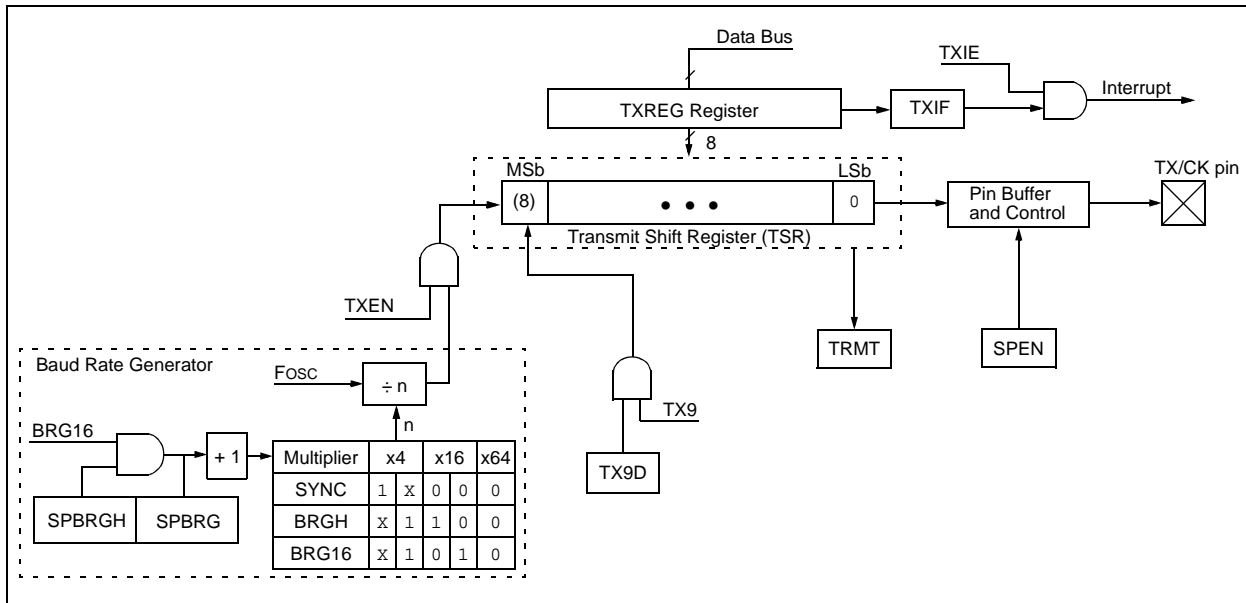 Data Bus
TXIE
Interrupt
TXREG Register
TXIF
8
MSb
LSb
(8)
• • •
0
Transmit Shift Register (TSR)
Pin Buffer
and Control
TX/CK pin
TXEN
TRMT
SPEN
Baud Rate Generator
FOSC
÷ n
n
TX9
TX9D
BRG16
+ 1
SPBRGH SPBRG
Multiplier x4 x16 x64
SYNC 1 X 0 0 0
BRGH X 1 1 0 0
BRG16 X 1 0 1 0